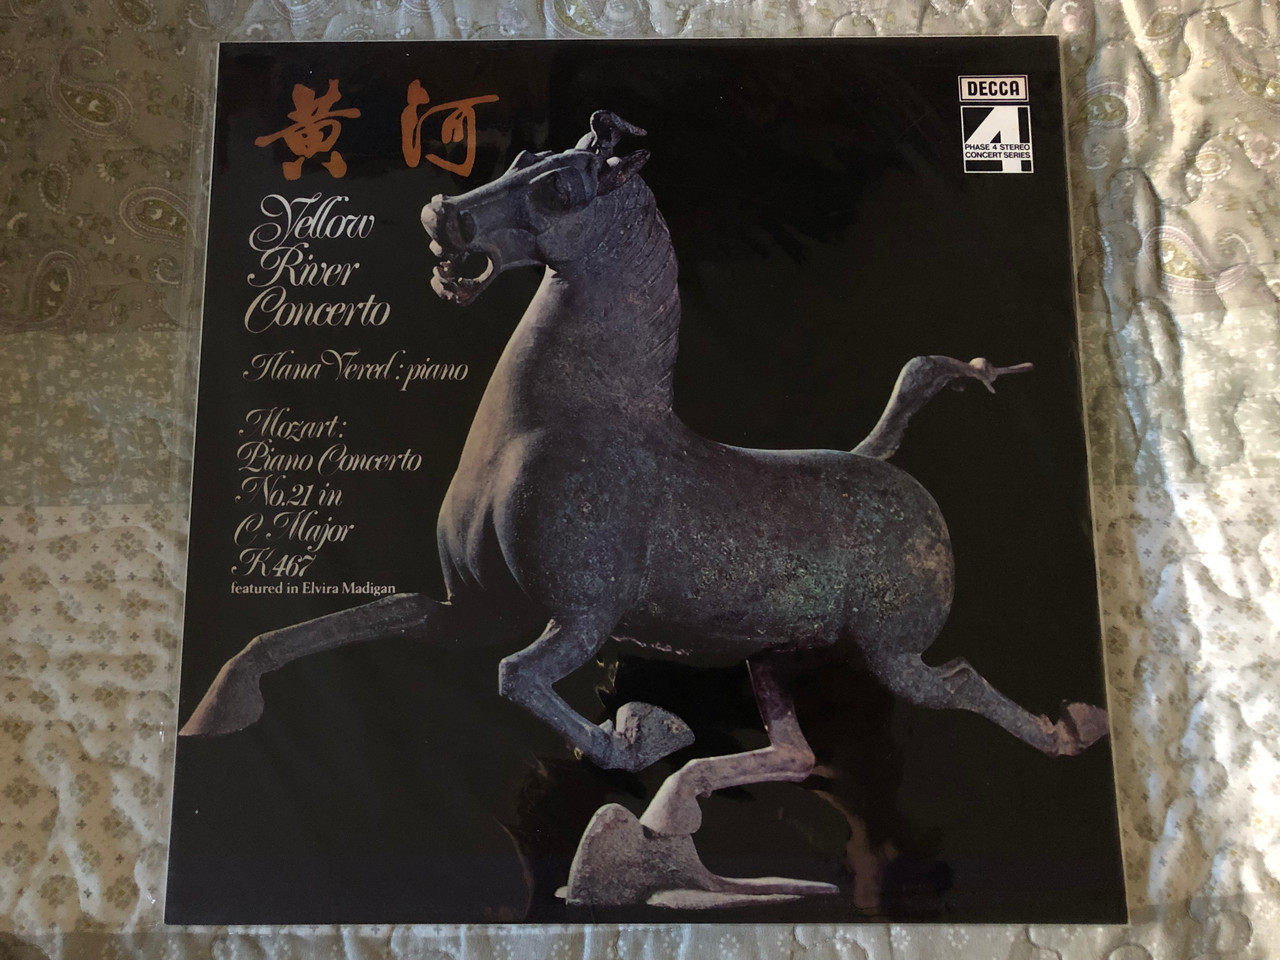 黄河
DECCA
4
PHASE 4 STEREO
CONCERT SERIES
Yellow
River
Concerto
Ilana Vered : piano
Mozart:
Piano Concerto
No.21 in
C Major
K467
featured in Elvira Madigan